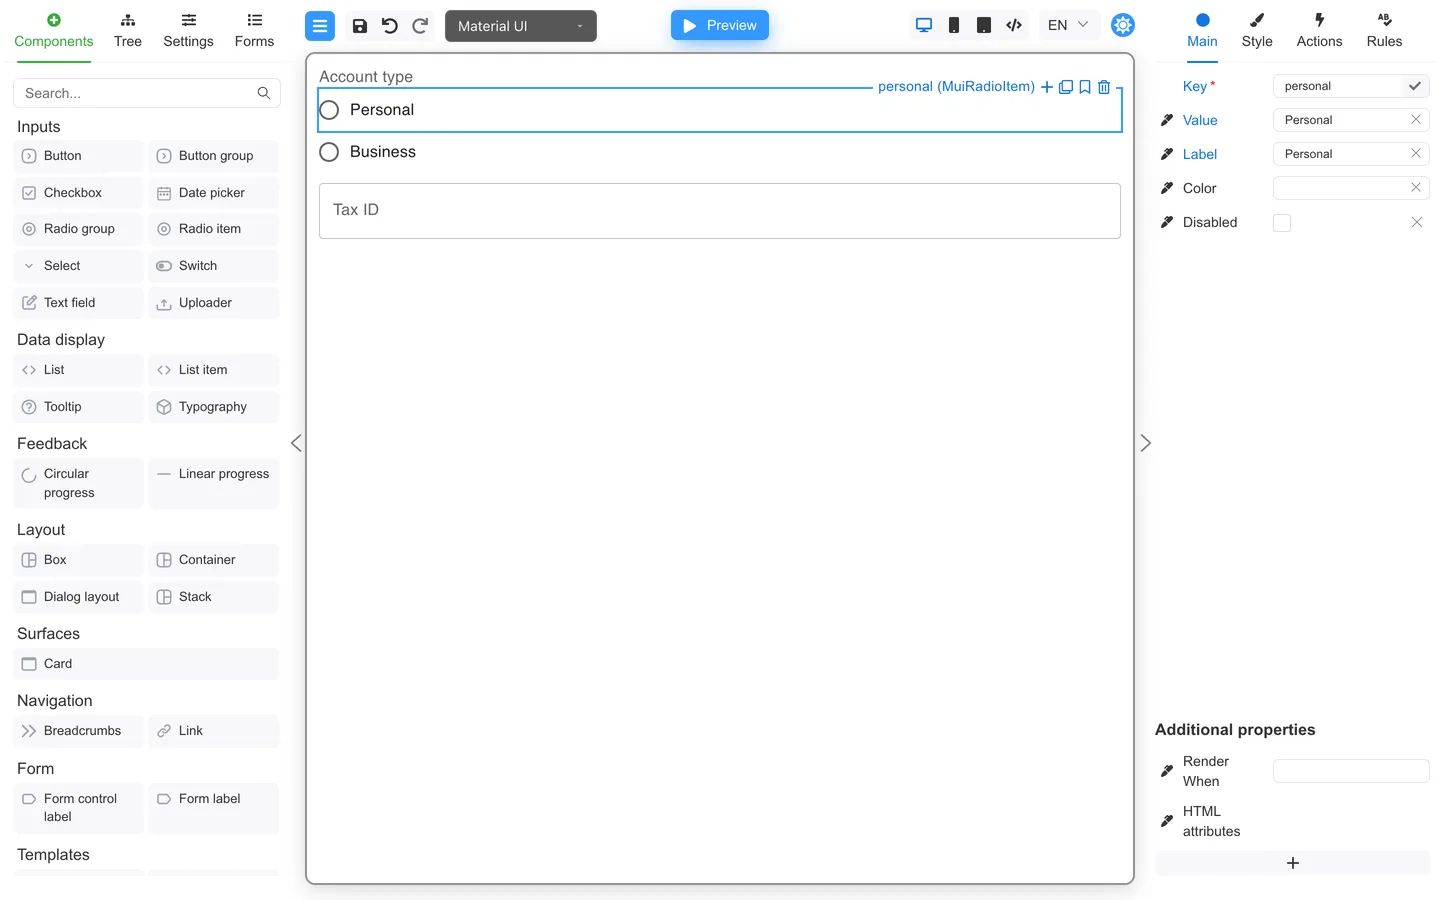 Components
Tree
Settings
Forms
Material UI
Preview
EN
Main
Style
Actions
Rules
Search...
Inputs
Button
Button group
Checkbox
Date picker
Radio group
Radio item
Select
Switch
Text field
Uploader
Data display
List
List item
Tooltip
Typography
Feedback
Circular
progress
Linear progress
Layout
Box
Container
Dialog layout
Stack
Surfaces
Card
Navigation
Breadcrumbs
Link
Form
Form control
label
Form label
Templates
Account type
personal (MuiRadioItem)
Personal
Business
Tax ID
Key *
personal
Value
Personal
Label
Personal
Color
Disabled
Additional properties
Render
When
HTML
attributes